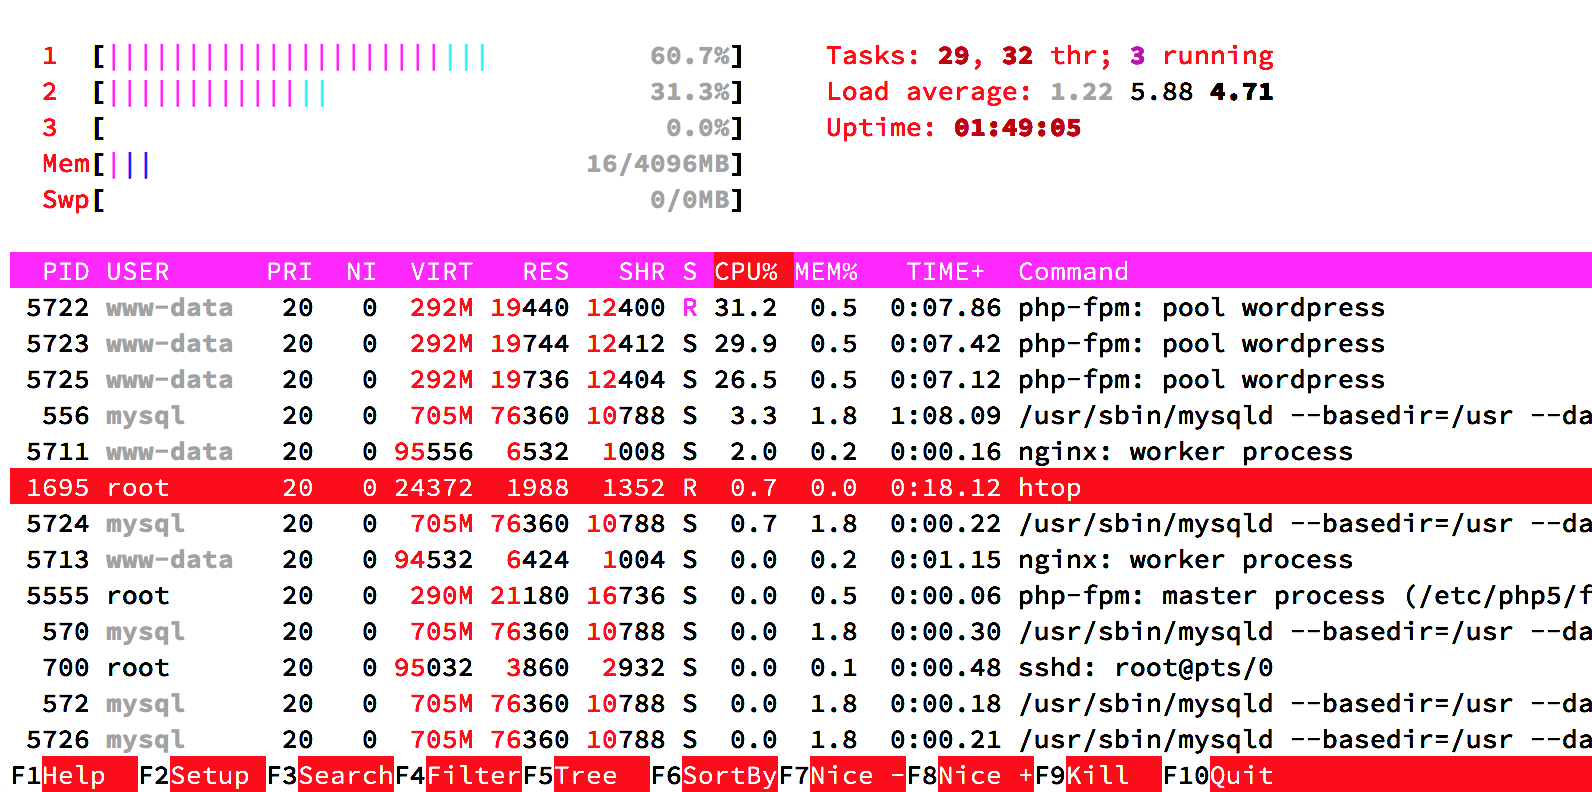 1 [||||||||||||||||||||||||60.7%] Tasks: 29, 32 thr; 3 running
2 [||||||||||||||31.3%] Load average: 1.22 5.88 4.71
3 [0.0%] Uptime: 01:49:05
Mem[|||16/4096MB]
Swp[0/0MB]
PID USER PRI NI VIRT RES SHR S CPU% MEM% TIME+ Command
5722 www-data 20 0 292M 19440 12400 R 31.2 0.5 0:07.86 php-fpm: pool wordpress
5723 www-data 20 0 292M 19744 12412 S 29.9 0.5 0:07.42 php-fpm: pool wordpress
5725 www-data 20 0 292M 19736 12404 S 26.5 0.5 0:07.12 php-fpm: pool wordpress
556 mysql 20 0 705M 76360 10788 S 3.3 1.8 1:08.09 /usr/sbin/mysqld --basedir=/usr --da
5711 www-data 20 0 95556 6532 1008 S 2.0 0.2 0:00.16 nginx: worker process
1695 root 20 0 24372 1988 1352 R 0.7 0.0 0:18.12 htop
5724 mysql 20 0 705M 76360 10788 S 0.7 1.8 0:00.22 /usr/sbin/mysqld --basedir=/usr --da
5713 www-data 20 0 94532 6424 1004 S 0.0 0.2 0:01.15 nginx: worker process
5555 root 20 0 290M 21180 16736 S 0.0 0.5 0:00.06 php-fpm: master process (/etc/php5/f
570 mysql 20 0 705M 76360 10788 S 0.0 1.8 0:00.30 /usr/sbin/mysqld --basedir=/usr --da
700 root 20 0 95032 3860 2932 S 0.0 0.1 0:00.48 sshd: root@pts/0
572 mysql 20 0 705M 76360 10788 S 0.0 1.8 0:00.18 /usr/sbin/mysqld --basedir=/usr --da
5726 mysql 20 0 705M 76360 10788 S 0.0 1.8 0:00.21 /usr/sbin/mysqld --basedir=/usr --da
F1Help F2Setup F3SearchF4FilterF5Tree F6SortByF7Nice -F8Nice +F9Kill F10Quit